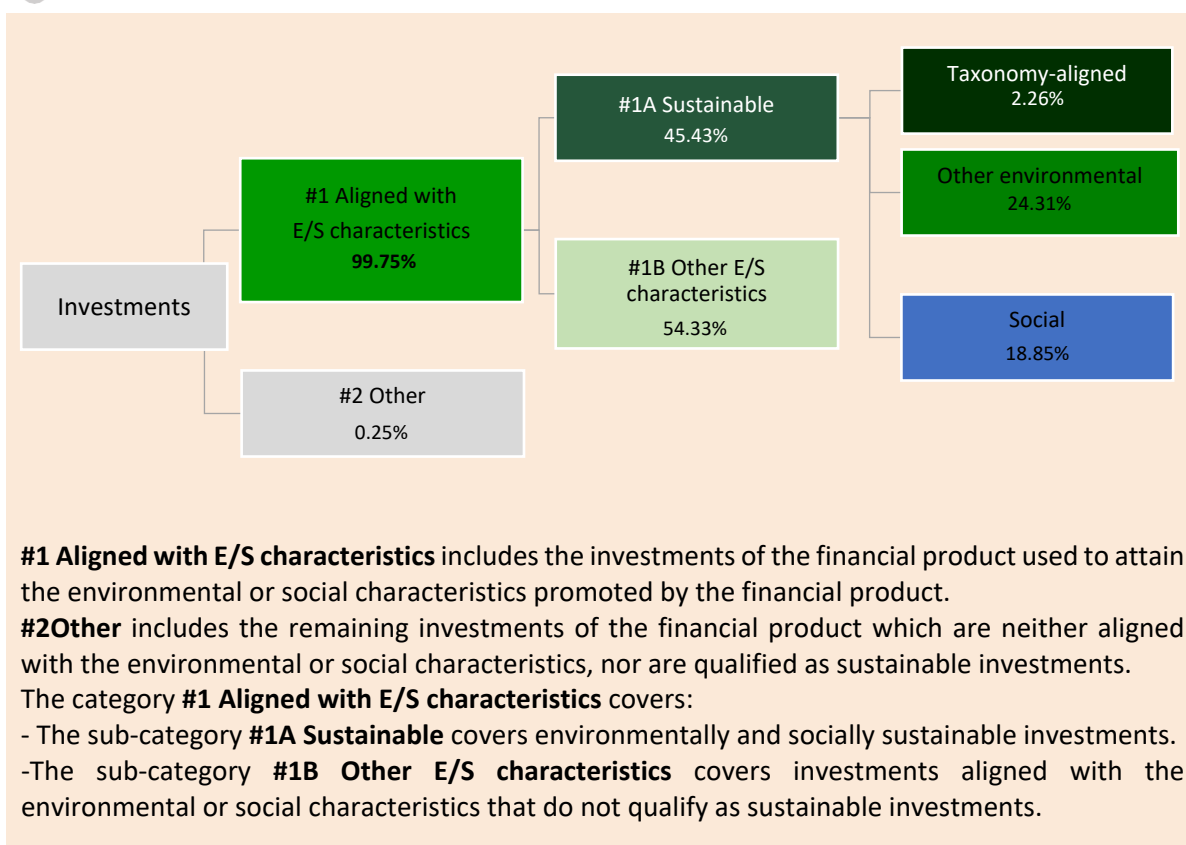 Investments
#1 Aligned with
E/S characteristics
99.75%
#2 Other
0.25%
#1A Sustainable
45.43%
#1B Other E/S
characteristics
54.33%
Taxonomy-aligned
2.26%
Other environmental
24.31%
Social
18.85%
#1 Aligned with E/S characteristics includes the investments of the financial product used to attain
the environmental or social characteristics promoted by the financial product.
#2Other includes the remaining investments of the financial product which are neither aligned
with the environmental or social characteristics, nor are qualified as sustainable investments.
The category #1 Aligned with E/S characteristics covers:
- The sub-category #1A Sustainable covers environmentally and socially sustainable investments.
-The sub-category #1B Other E/S characteristics covers investments aligned with the
environmental or social characteristics that do not qualify as sustainable investments.